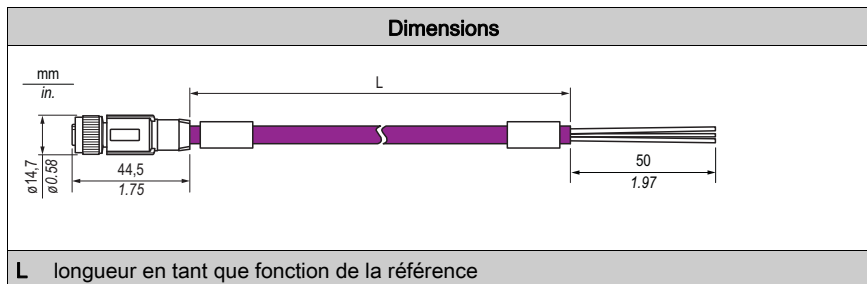 Dimensions
mm
in.
L
ø14,7
ø0.58
44,5
1.75
50
1.97
L longueur en tant que fonction de la référence